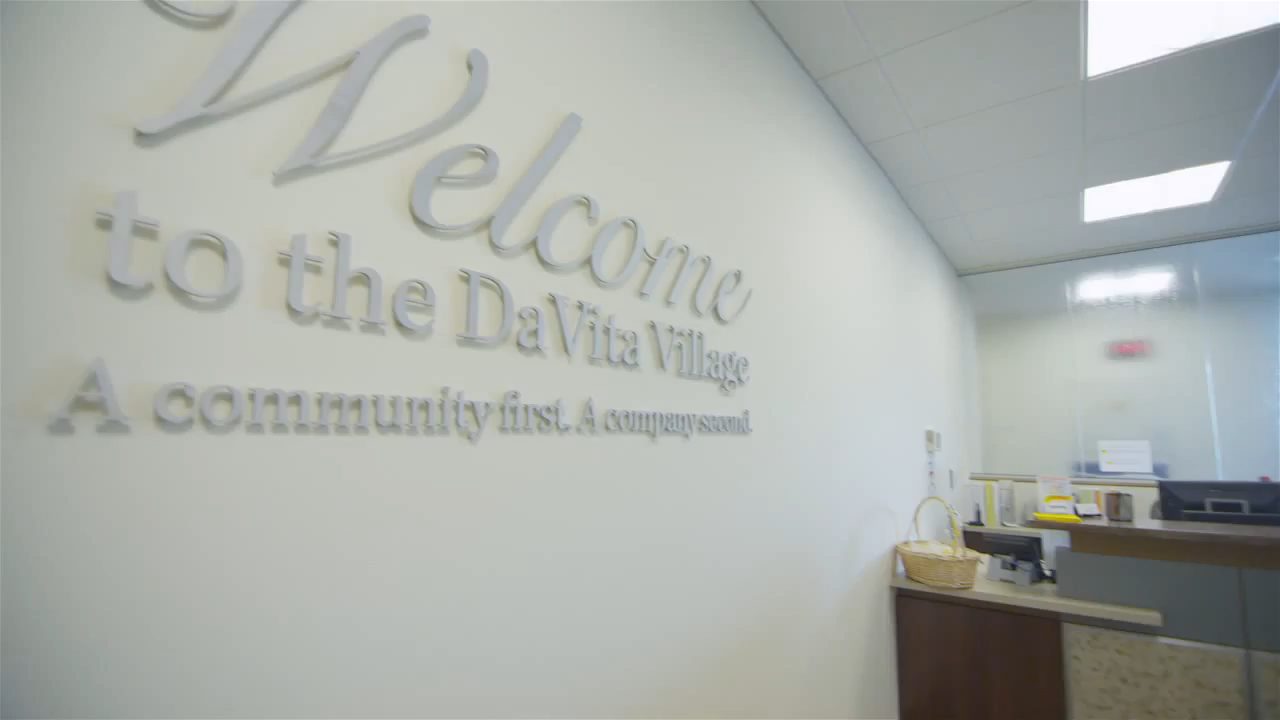 Welcome
to the DaVita Village
A community first. A company second.